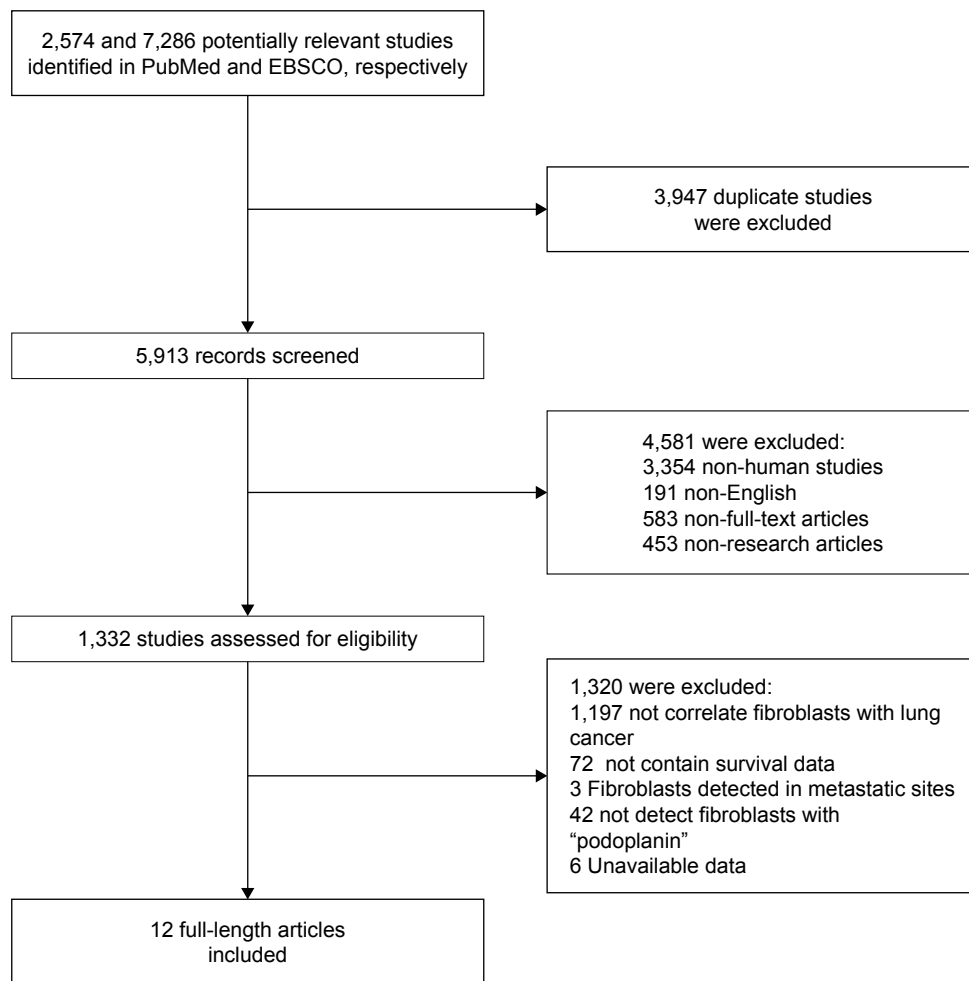 2,574 and 7,286 potentially relevant studies
identified in PubMed and EBSCO, respectively
3,947 duplicate studies
were excluded
5,913 records screened
4,581 were excluded:
3,354 non-human studies
191 non-English
583 non-full-text articles
453 non-research articles
1,332 studies assessed for eligibility
1,320 were excluded:
1,197 not correlate fibroblasts with lung
cancer
72  not contain survival data
3 Fibroblasts detected in metastatic sites
42 not detect fibroblasts with
“podoplanin”
6 Unavailable data
12 full-length articles
included